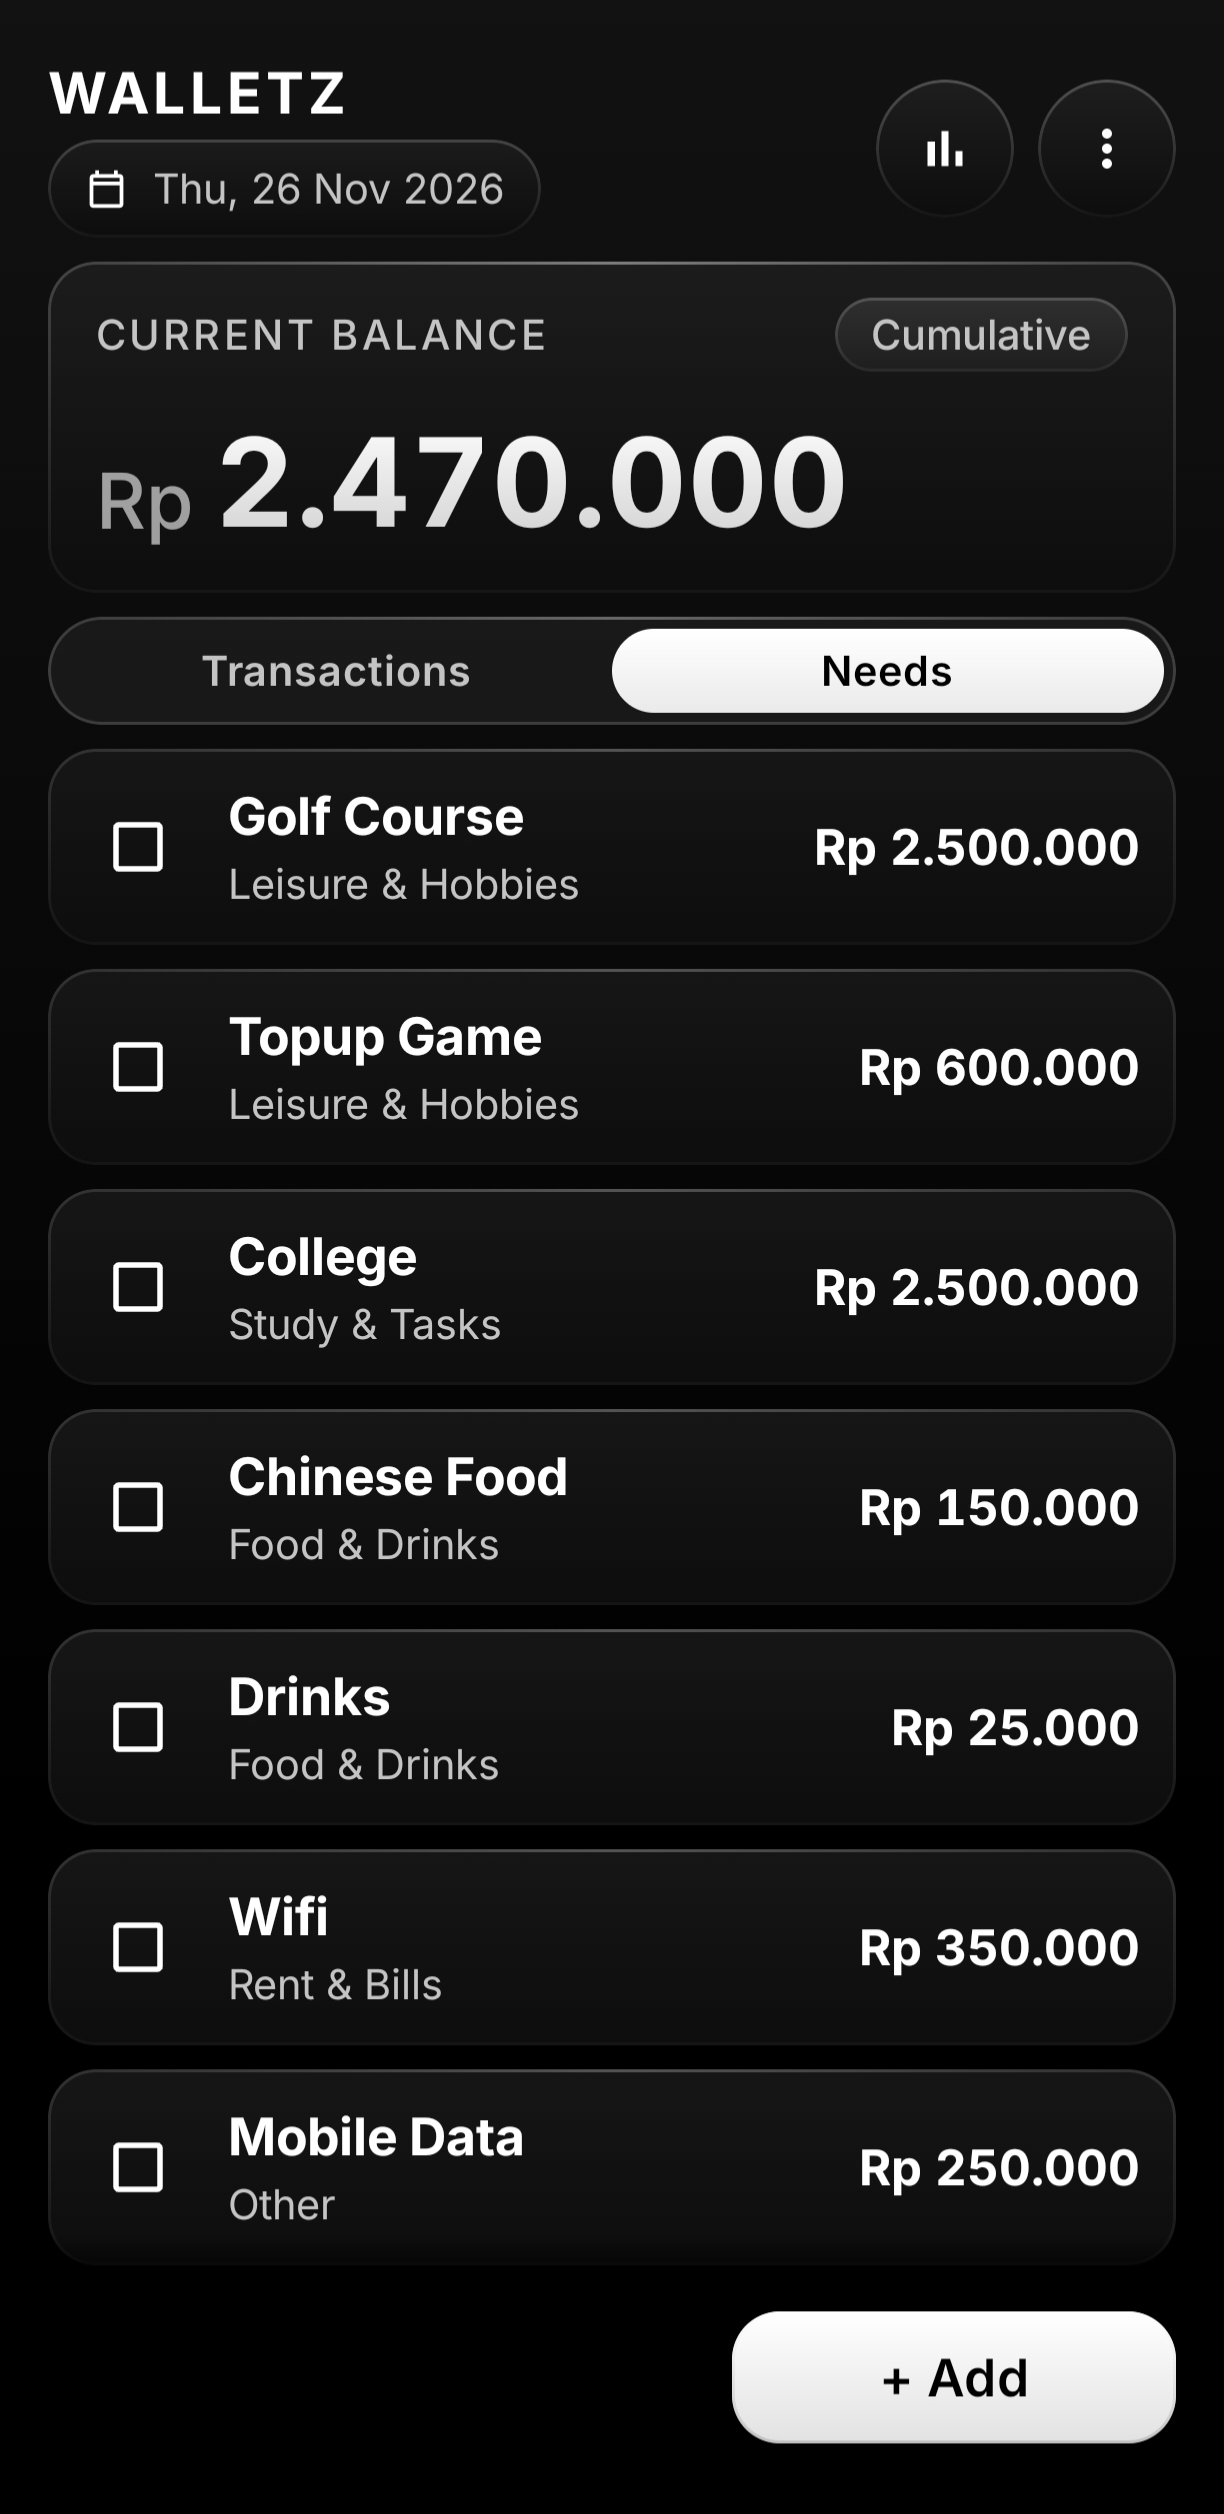 WALLETZ
Thu, 26 Nov 2026
CURRENT BALANCE
Cumulative
Rp 2.470.000
Transactions
Needs
Golf Course
Leisure & Hobbies
Rp 2.500.000
Topup Game
Leisure & Hobbies
Rp 600.000
College
Study & Tasks
Rp 2.500.000
Chinese Food
Food & Drinks
Rp 150.000
Drinks
Food & Drinks
Rp 25.000
Wifi
Rent & Bills
Rp 350.000
Mobile Data
Other
Rp 250.000
+ Add